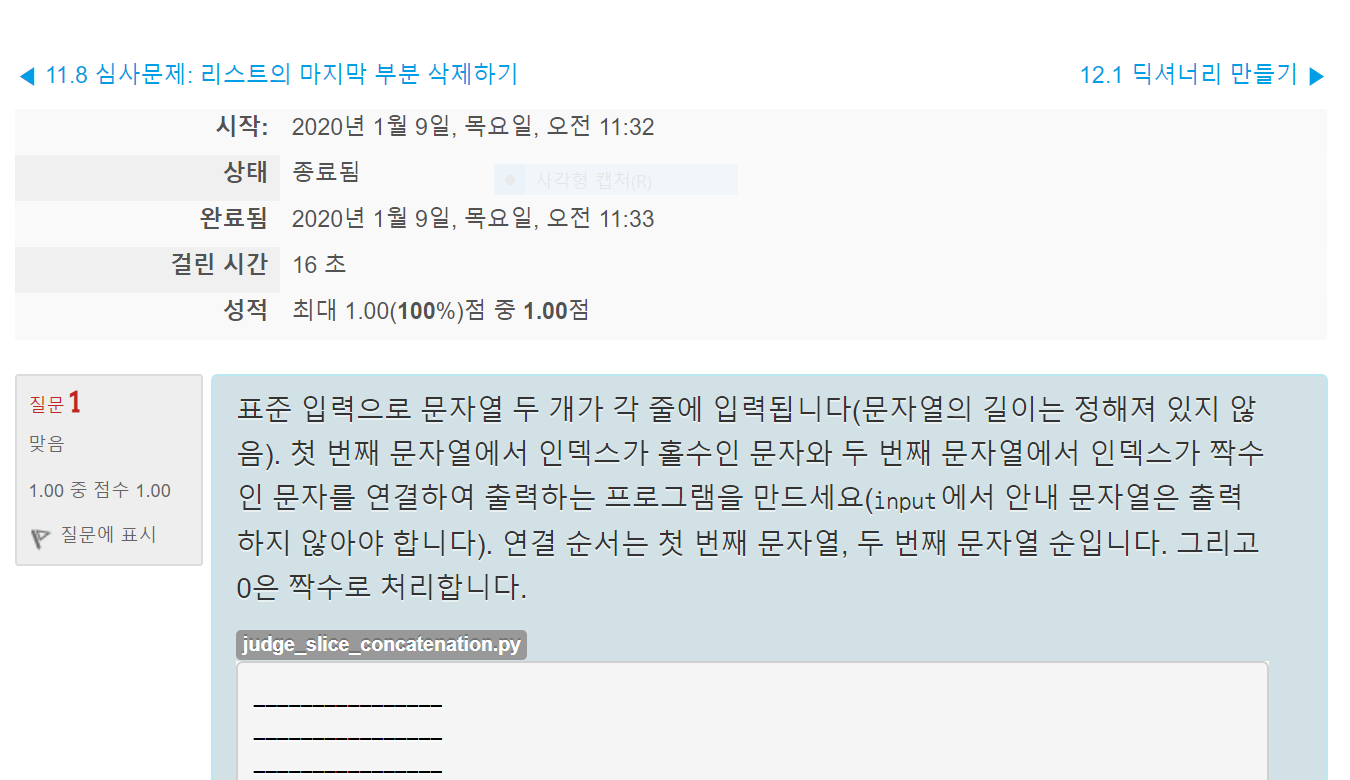 ◀ 11.8 심사문제: 리스트의 마지막 부분 삭제하기
12.1 딕셔너리 만들기 ▶
시작: 2020년 1월 9일, 목요일, 오전 11:32
상태 종료됨
사각형 캡처(R)
완료됨 2020년 1월 9일, 목요일, 오전 11:33
걸린 시간 16 초
성적 최대 1.00(100%)점 중 1.00점
질문 1
맞음
1.00 중 점수 1.00
질문에 표시
표준 입력으로 문자열 두 개가 각 줄에 입력됩니다(문자열의 길이는 정해져 있지 않
음). 첫 번째 문자열에서 인덱스가 홀수인 문자와 두 번째 문자열에서 인덱스가 짝수
인 문자를 연결하여 출력하는 프로그램을 만드세요(input에서 안내 문자열은 출력
하지 않아야 합니다). 연결 순서는 첫 번째 문자열, 두 번째 문자열 순입니다. 그리고
0은 짝수로 처리합니다.
judge_slice_concatenation.py
________________
________________
________________